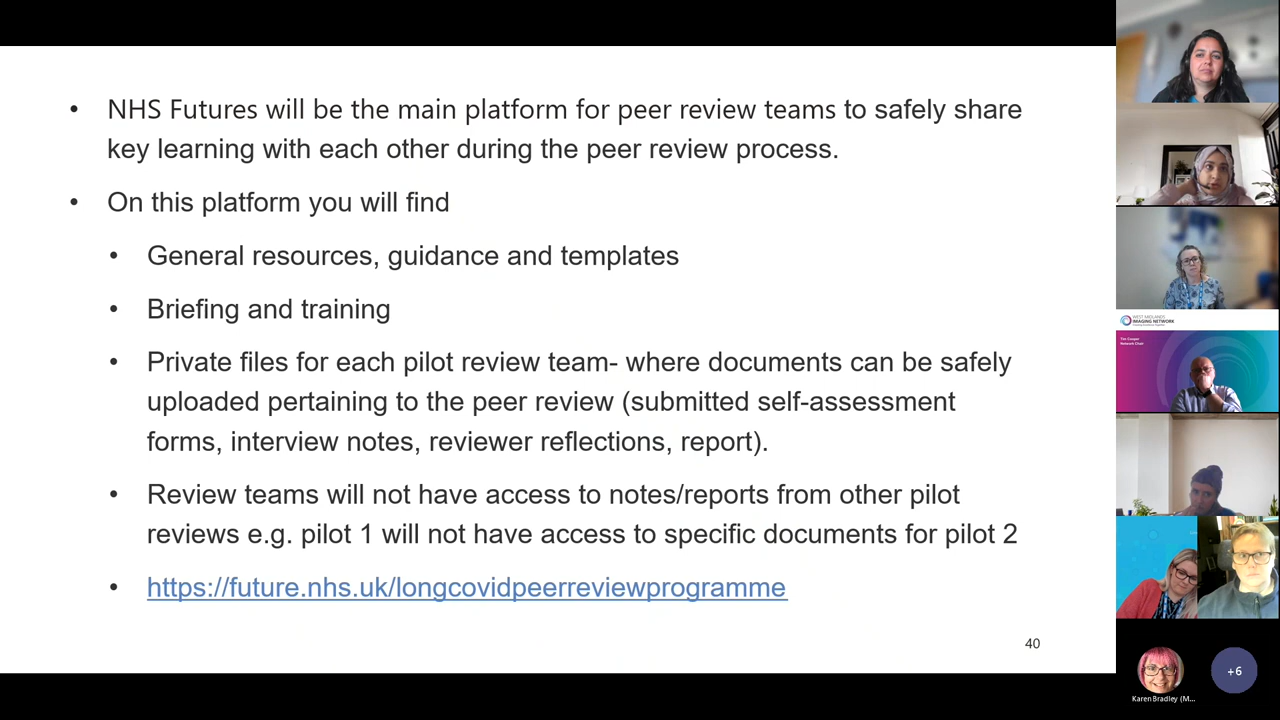 • NHS Futures will be the main platform for peer review teams to safely share
key learning with each other during the peer review process.
• On this platform you will find
• General resources, guidance and templates
• Briefing and training
• Private files for each pilot review team- where documents can be safely
uploaded pertaining to the peer review (submitted self-assessment
forms, interview notes, reviewer reflections, report).
• Review teams will not have access to notes/reports from other pilot
reviews e.g. pilot 1 will not have access to specific documents for pilot 2
• https://future.nhs.uk/longcovidpeerreviewprogramme
40
WEST MIDLANDS
IMAGING NETWORK
Tim Cooper
Network Chair
Karen Bradley (M...
+6